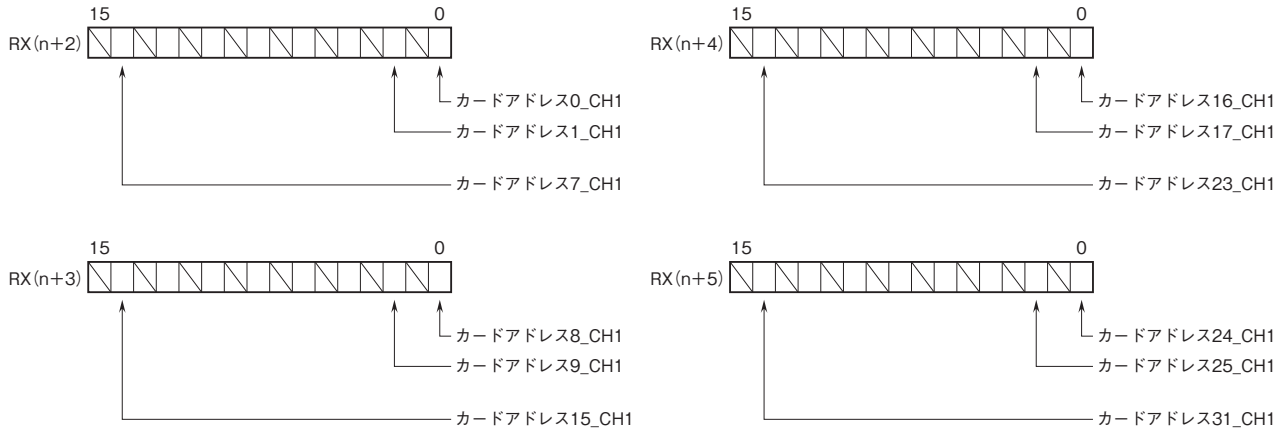 15 0
RX(n+2)
カードアドレス0_CH1
カードアドレス1_CH1
カードアドレス7_CH1
15 0
RX(n+4)
カードアドレス16_CH1
カードアドレス17_CH1
カードアドレス23_CH1
15 0
RX(n+3)
カードアドレス8_CH1
カードアドレス9_CH1
カードアドレス15_CH1
15 0
RX(n+5)
カードアドレス24_CH1
カードアドレス25_CH1
カードアドレス31_CH1